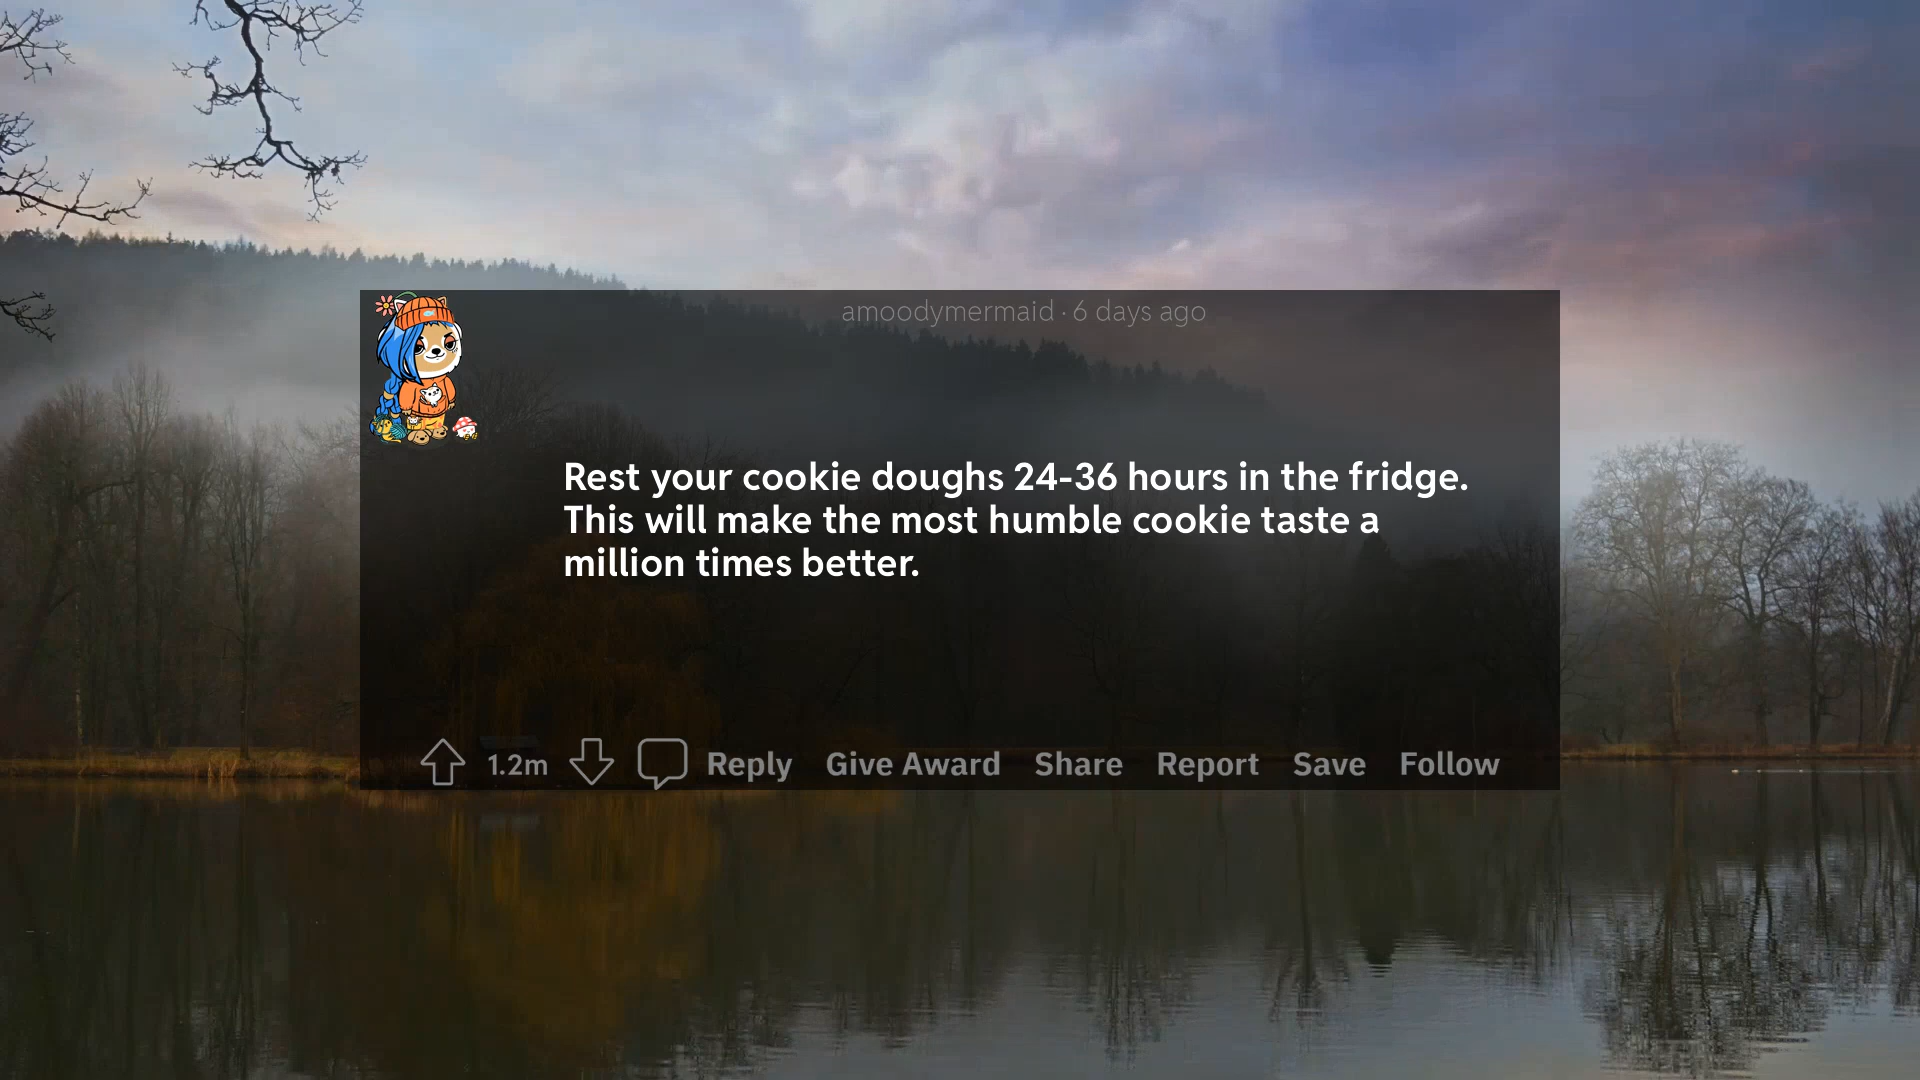 amoodymermaid · 6 days ago
Rest your cookie doughs 24-36 hours in the fridge.
This will make the most humble cookie taste a
million times better.
1.2m Reply Give Award Share Report Save Follow